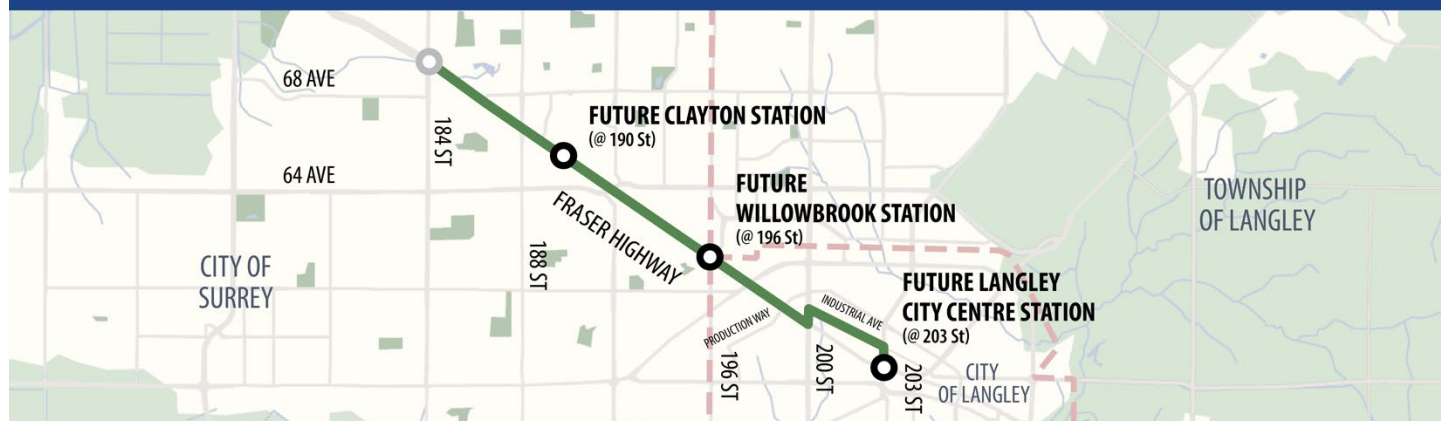 68 AVE
184 ST
FUTURE CLAYTON STATION
(@ 190 St)
64 AVE
FUTURE
WILLOWBROOK STATION
(@ 196 St)
TOWNSHIP
OF LANGLEY
FRASER HIGHWAY
188 ST
CITY OF
SURREY
FUTURE LANGLEY
CITY CENTRE STATION
(@ 203 St)
INDUSTRIAL AVE
PRODUCTION WAY
196 ST
200 ST
203 ST
CITY
OF LANGLEY